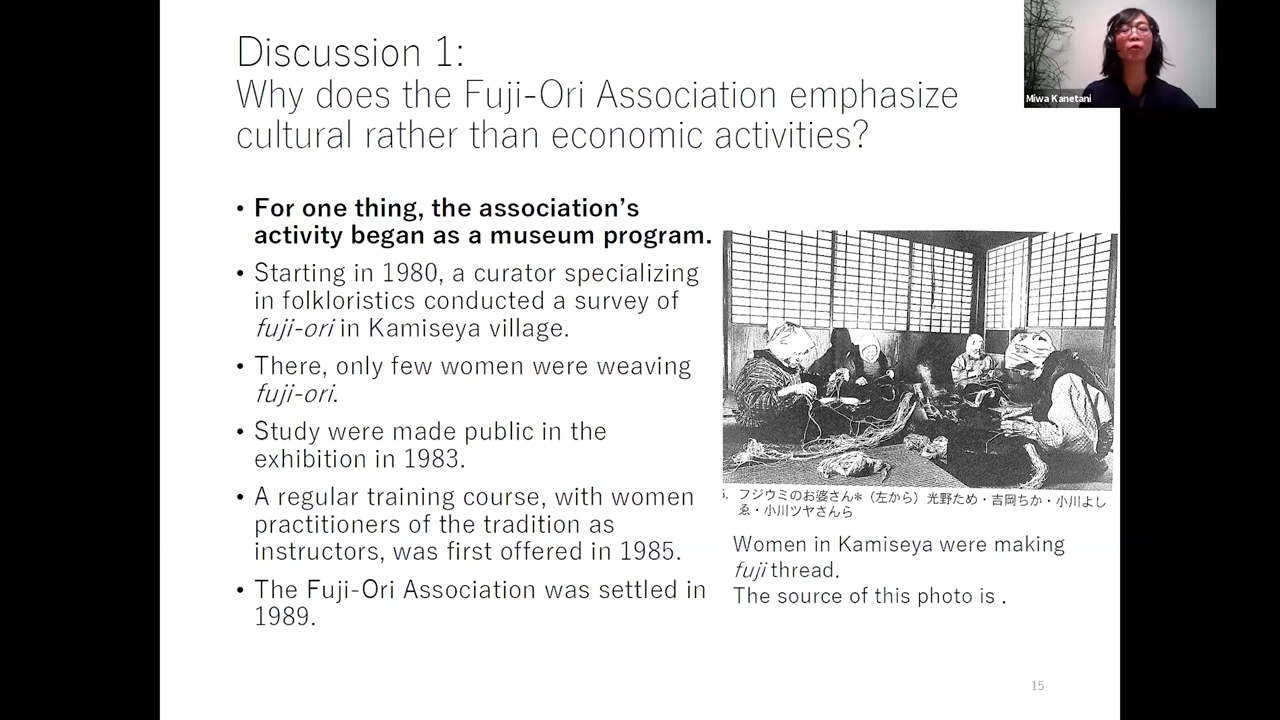 Discussion 1:
Why does the Fuji-Ori Association emphasize
cultural rather than economic activities?
Miwa Kanetani
• For one thing, the association's
activity began as a museum program.
• Starting in 1980, a curator specializing
in folkloristics conducted a survey of
fuji-ori in Kamiseya village.
• There, only few women were weaving
fuji-ori.
• Study were made public in the
exhibition in 1983.
• A regular training course, with women
practitioners of the tradition as
instructors, was first offered in 1985.
• The Fuji-Ori Association was settled in
1989.
5. フジウミのお婆さん*（左から）光野ため・吉岡ちか・小川よし
ゑ・小川ツヤさんら
Women in Kamiseya were making
fuji thread.
The source of this photo is .
15